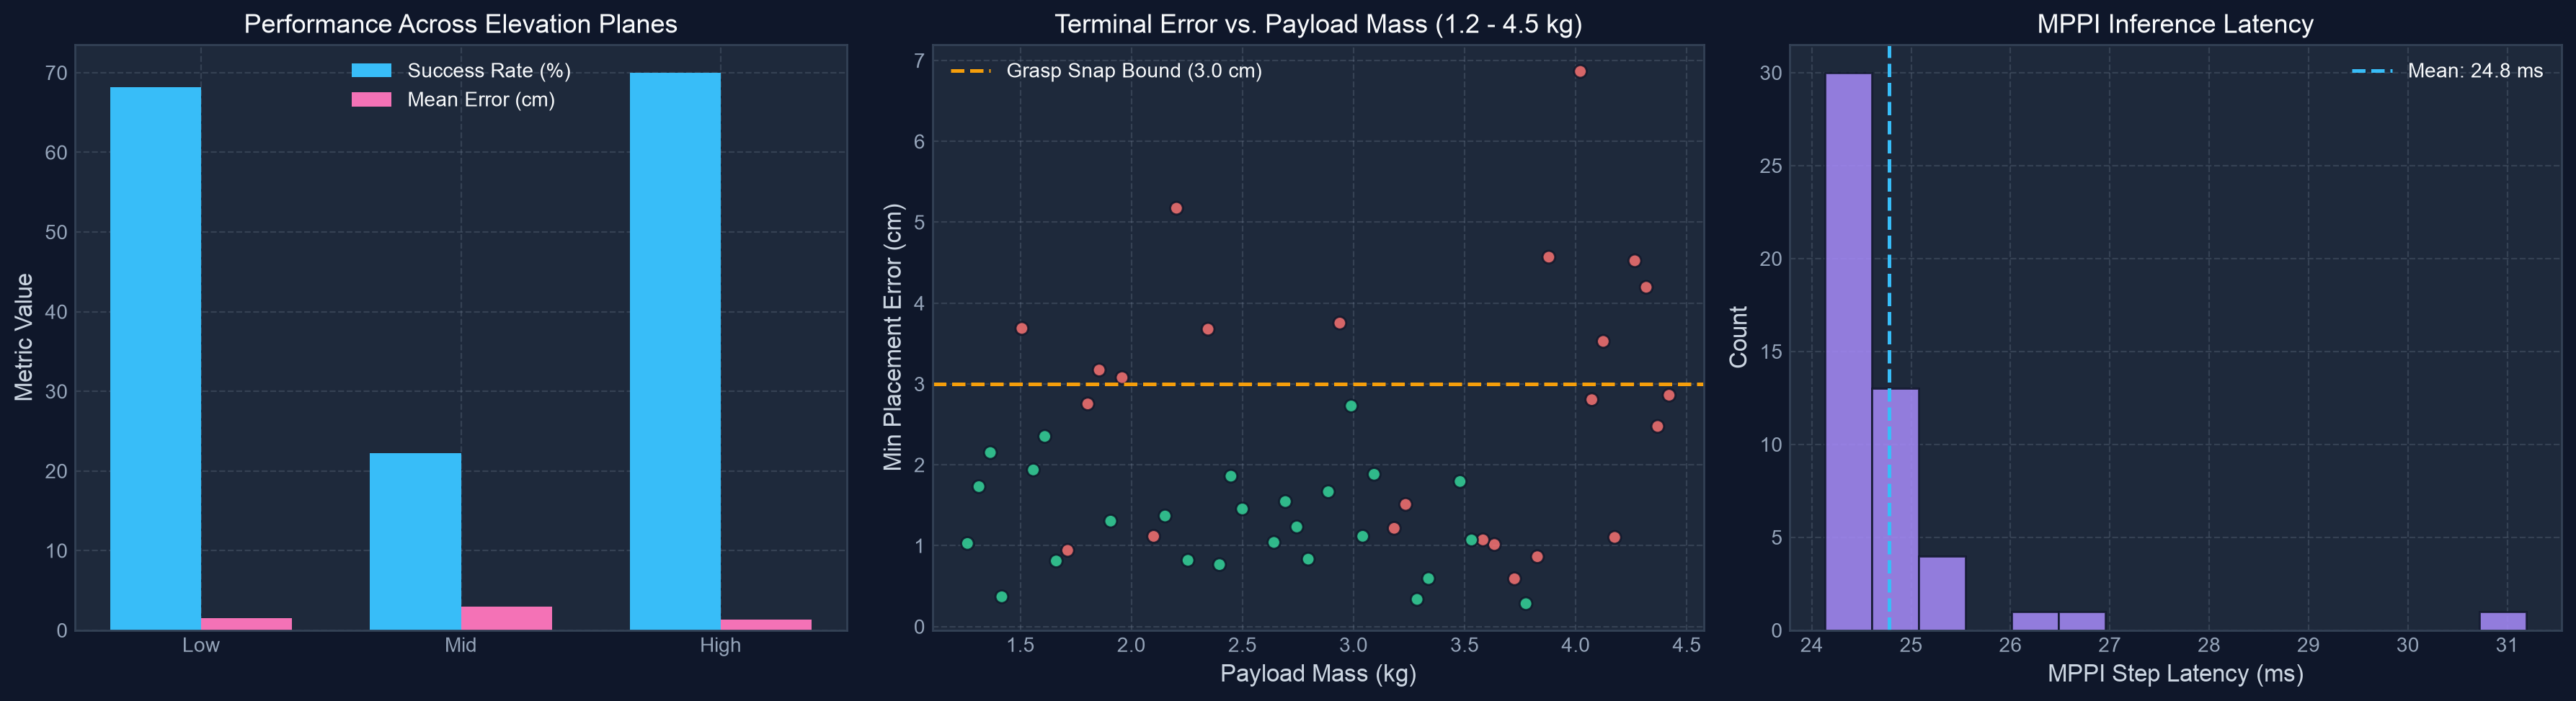 Performance Across Elevation Planes
Success Rate (%)
Mean Error (cm)
Metric Value
70
60
50
40
30
20
10
0
Low
Mid
High
Terminal Error vs. Payload Mass (1.2 - 4.5 kg)
Grasp Snap Bound (3.0 cm)
Min Placement Error (cm)
7
6
5
4
3
2
1
0
1.5
2.0
2.5
3.0
3.5
4.0
4.5
Payload Mass (kg)
MPPI Inference Latency
Mean: 24.8 ms
Count
30
25
20
15
10
5
0
24
25
26
27
28
29
30
31
MPPI Step Latency (ms)